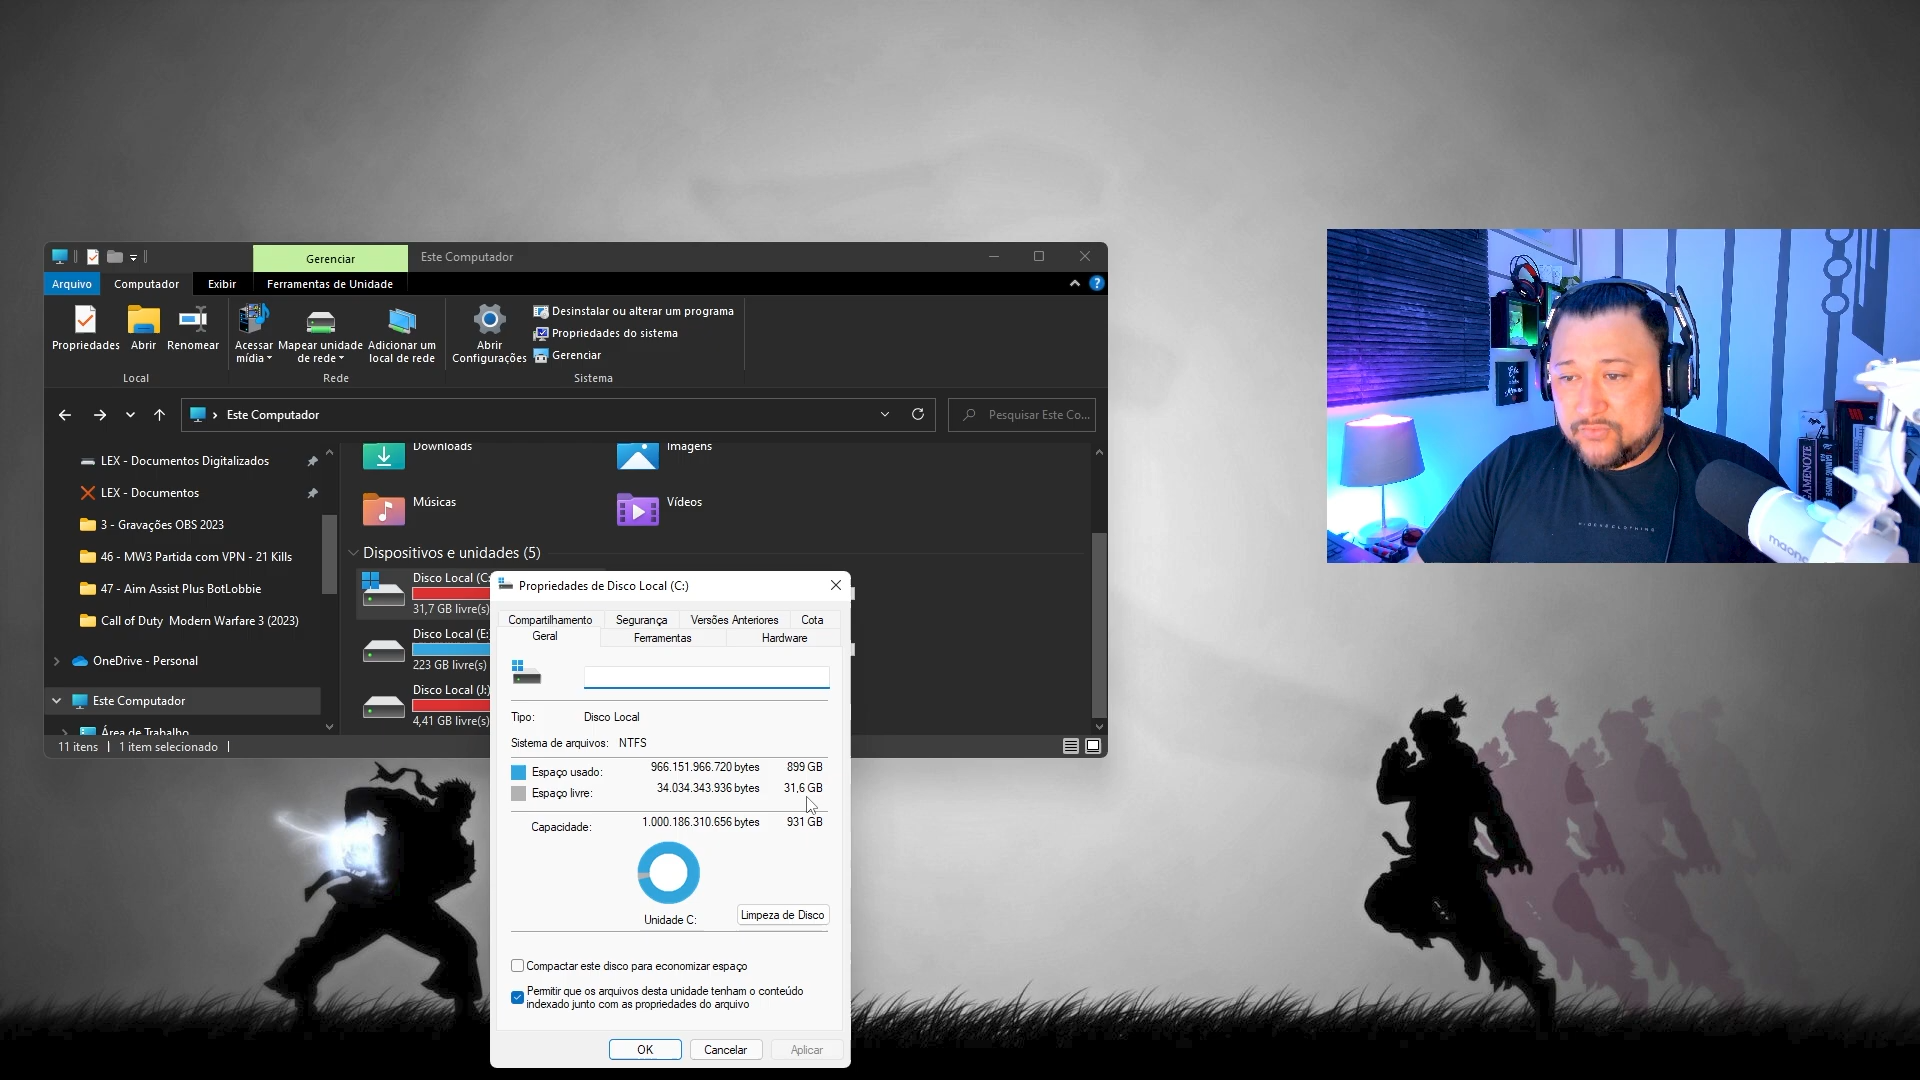 Gerenciar
Este Computador
Arquivo
Computador
Exibir
Ferramentas de Unidade
Propriedades
Abrir
Renomear
Local
Acessar mídia
Mapear unidade de rede
Adicionar um local de rede
Rede
Abrir Configurações
Desinstalar ou alterar um programa
Propriedades do sistema
Gerenciar
Sistema
Este Computador
Pesquisar Este Co...
LEX - Documentos Digitalizados
LEX - Documentos
3 - Gravações OBS 2023
46 - MW3 Partida com VPN - 21 Kills
47 - Aim Assist Plus BotLobbie
Call of Duty Modern Warfare 3 (2023)
OneDrive - Personal
Este Computador
Área de Trabalho
Downloads
Imagens
Músicas
Vídeos
Dispositivos e unidades (5)
Disco Local (C:
31,7 GB livre(s)
Disco Local (E:
223 GB livre(s)
Disco Local (J:)
4,41 GB livre(s)
11 itens
1 item selecionado
Propriedades de Disco Local (C:)
Compartilhamento
Segurança
Versões Anteriores
Cota
Geral
Ferramentas
Hardware
Tipo: Disco Local
Sistema de arquivos: NTFS
Espaço usado: 966.151.966.720 bytes 899 GB
Espaço livre: 34.034.343.936 bytes 31,6 GB
Capacidade: 1.000.186.310.656 bytes 931 GB
Unidade C:
Limpeza de Disco
Compactar este disco para economizar espaço
Permitir que os arquivos desta unidade tenham o conteúdo
indexado junto com as propriedades do arquivo
OK
Cancelar
Aplicar
GAMENOTE
maono